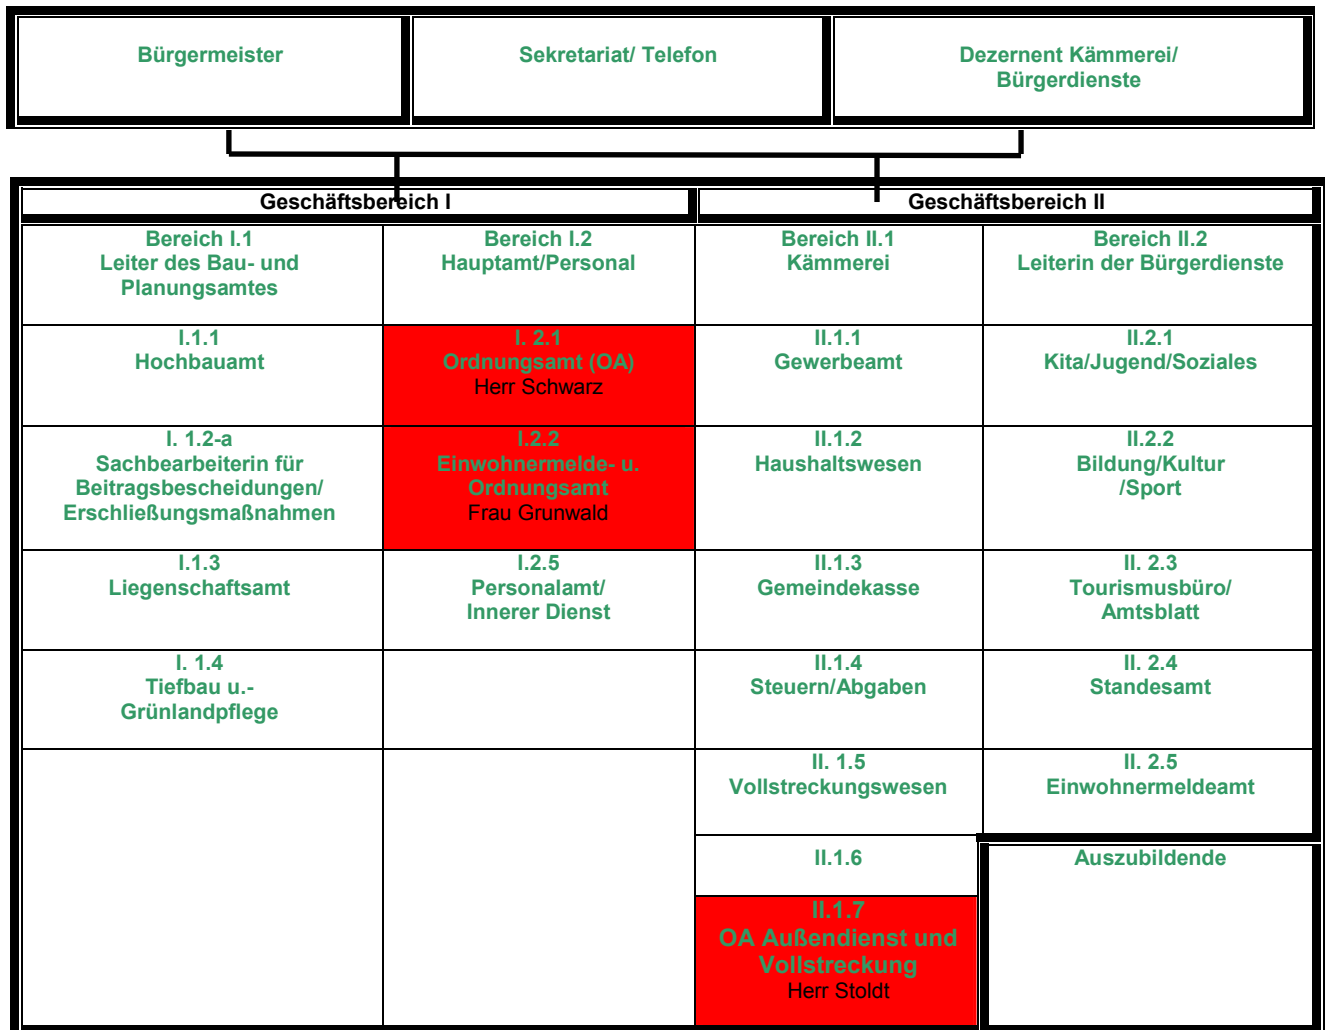 Bürgermeister
Sekretariat/ Telefon
Dezernent Kämmerei/
Bürgerdienste
Geschäftsbereich I
Geschäftsbereich II
Bereich I.1
Leiter des Bau- und
Planungsamtes
Bereich I.2
Hauptamt/Personal
Bereich II.1
Kämmerei
Bereich II.2
Leiterin der Bürgerdienste
I.1.1
Hochbauamt
I. 2.1
Ordnungsamt (OA)
Herr Schwarz
II.1.1
Gewerbeamt
II.2.1
Kita/Jugend/Soziales
I. 1.2-a
Sachbearbeiterin für
Beitragsbescheidungen/
Erschließungsmaßnahmen
I.2.2
Einwohnermelde- u.
Ordnungsamt
Frau Grunwald
II.1.2
Haushaltswesen
II.2.2
Bildung/Kultur
/Sport
I.1.3
Liegenschaftsamt
I.2.5
Personalamt/
Innerer Dienst
II.1.3
Gemeindekasse
II. 2.3
Tourismusbüro/
Amtsblatt
I. 1.4
Tiefbau u.-
Grünlandpflege
II.1.4
Steuern/Abgaben
II. 2.4
Standesamt
II. 1.5
Vollstreckungswesen
II. 2.5
Einwohnermeldeamt
II.1.6
Auszubildende
II.1.7
OA Außendienst und
Vollstreckung
Herr Stoldt